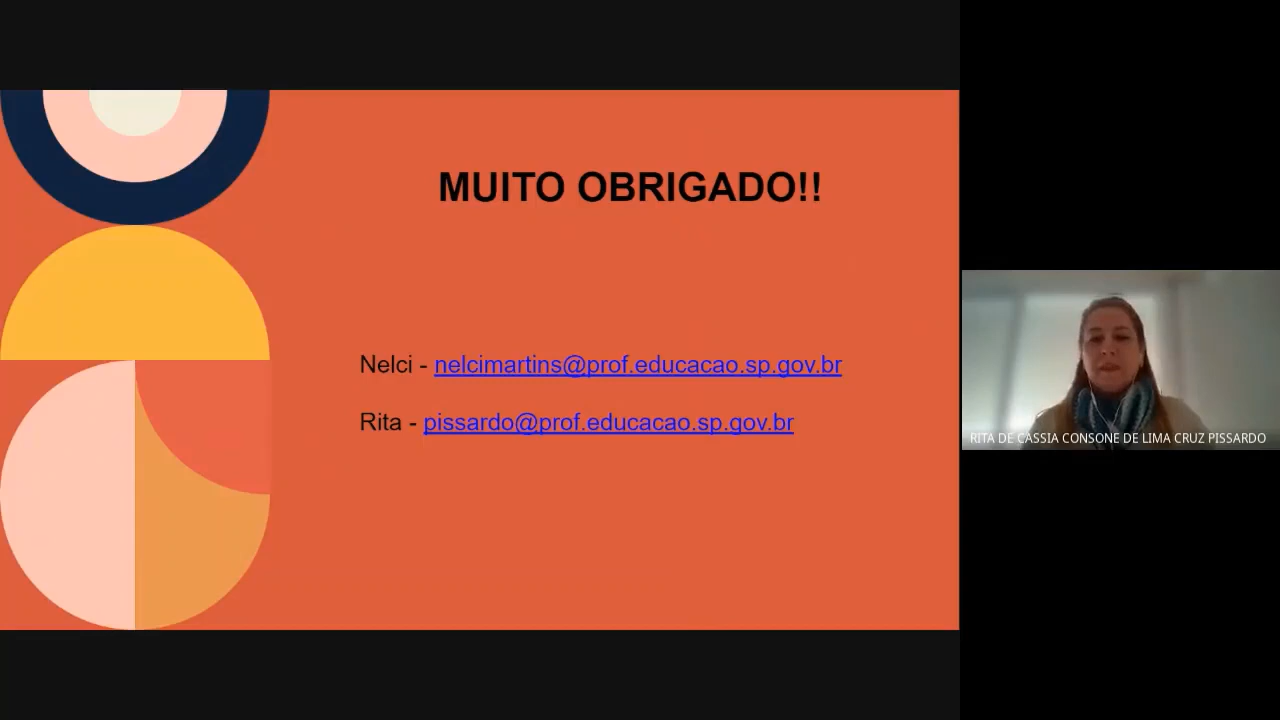 MUITO OBRIGADO!!
Nelci - nelcimartins@prof.educacao.sp.gov.br
Rita - pissardo@prof.educacao.sp.gov.br
RITA DE CASSIA CONSONE DE LIMA CRUZ PISSARDO